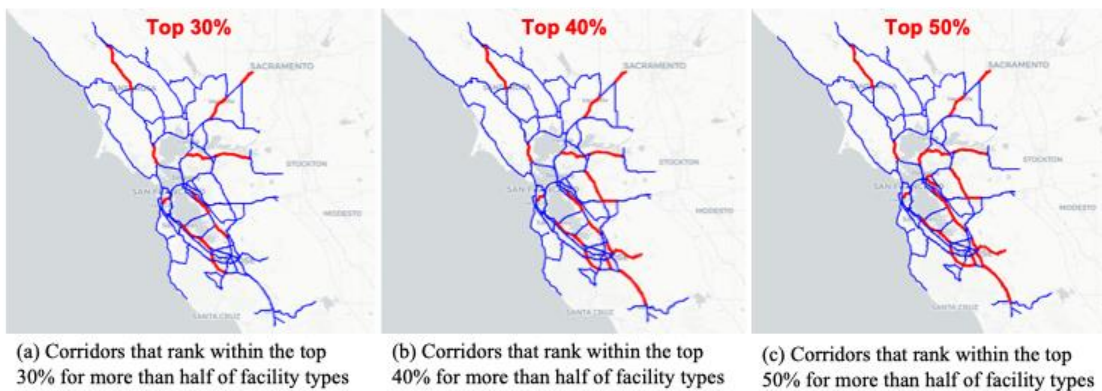 Top 30%
Top 40%
Top 50%
SACRAMENTO
SACRAMENTO
SACRAMENTO
STOCKTON
STOCKTON
STOCKTON
MODESTO
MODESTO
MODESTO
SANTA CRUZ
SANTA CRUZ
SANTA CRUZ
(a) Corridors that rank within the top
30% for more than half of facility types
(b) Corridors that rank within the top
40% for more than half of facility types
(c) Corridors that rank within the top
50% for more than half of facility types